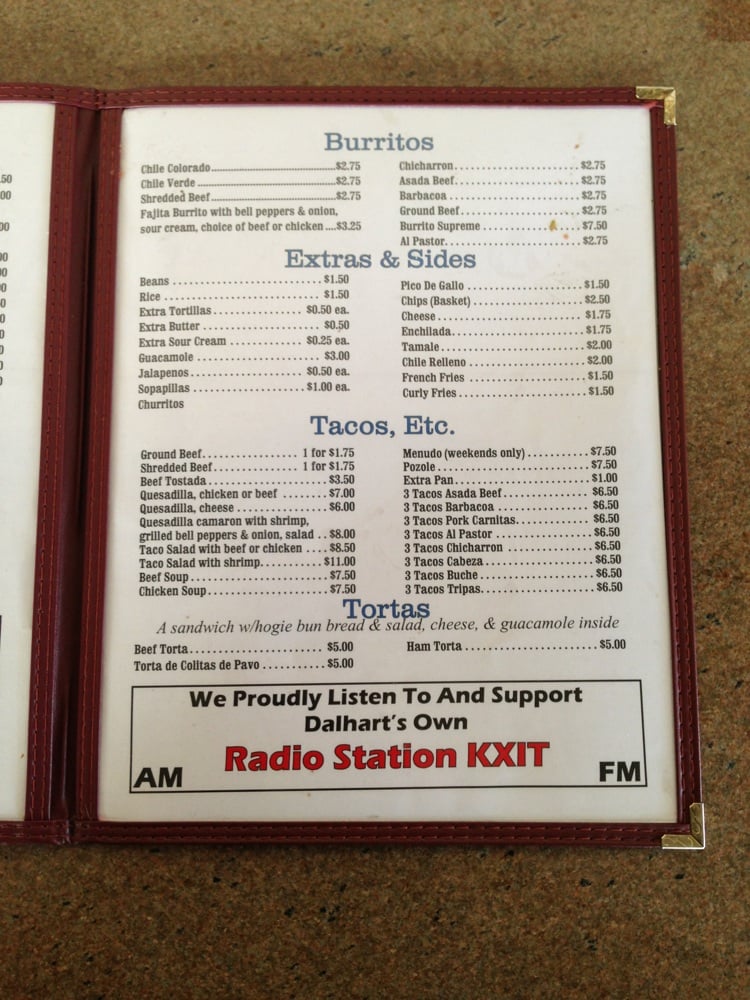 .50
00
00
Burritos
Chile Colorado....................................$2.75
Chile Verde ........................................$2.75
Shredded Beef....................................$2.75
Fajita Burrito with bell peppers & onion,
sour cream, choice of beef or chicken ....$3.25
Chicharron ............................ $2.75
Asada Beef............................ $2.75
Barbacoa .............................. $2.75
Ground Beef........................... $2.75
Burrito Supreme ..................... $7.50
Al Pastor............................... $2.75
Extras & Sides
Beans .............................. $1.50
Rice ................................ $1.50
Extra Tortillas ................ $0.50 ea.
Extra Butter ..................... $0.50
Extra Sour Cream ............ $0.25 ea.
Guacamole ....................... $3.00
Jalapenos ....................... $0.50 ea.
Sopapillas ...................... $1.00 ea.
Churritos
Pico De Gallo ......................... $1.50
Chips (Basket) ....................... $2.50
Cheese ................................. $1.75
Enchilada.............................. $1.75
Tamale ................................. $2.00
Chile Relleno ......................... $2.00
French Fries .......................... $1.50
Curly Fries ............................ $1.50
Tacos, Etc.
Ground Beef.................. 1 for $1.75
Shredded Beef............... 1 for $1.75
Beef Tostada ...................... $3.50
Quesadilla, chicken or beef ........ $7.00
Quesadilla, cheese ................ $6.00
Quesadilla camaron with shrimp,
grilled bell peppers & onion, salad .. $8.00
Taco Salad with beef or chicken .... $8.50
Taco Salad with shrimp............ $11.00
Beef Soup ......................... $7.50
Chicken Soup ...................... $7.50
Menudo (weekends only) ........... $7.50
Pozole ................................ $7.50
Extra Pan............................. $1.00
3 Tacos Asada Beef................. $6.50
3 Tacos Barbacoa ................... $6.50
3 Tacos Pork Carnitas............... $6.50
3 Tacos Al Pastor ................... $6.50
3 Tacos Chicharron ................. $6.50
3 Tacos Cabeza...................... $6.50
3 Tacos Buche ....................... $6.50
3 Tacos Tripas....................... $6.50
Tortas
A sandwich w/hogie bun bread & salad, cheese, & guacamole inside
Beef Torta........................... $5.00
Torta de Colitas de Pavo ........... $5.00
Ham Torta ........................... $5.00
We Proudly Listen To And Support
Dalhart's Own
Radio Station KXIT
AM
FM